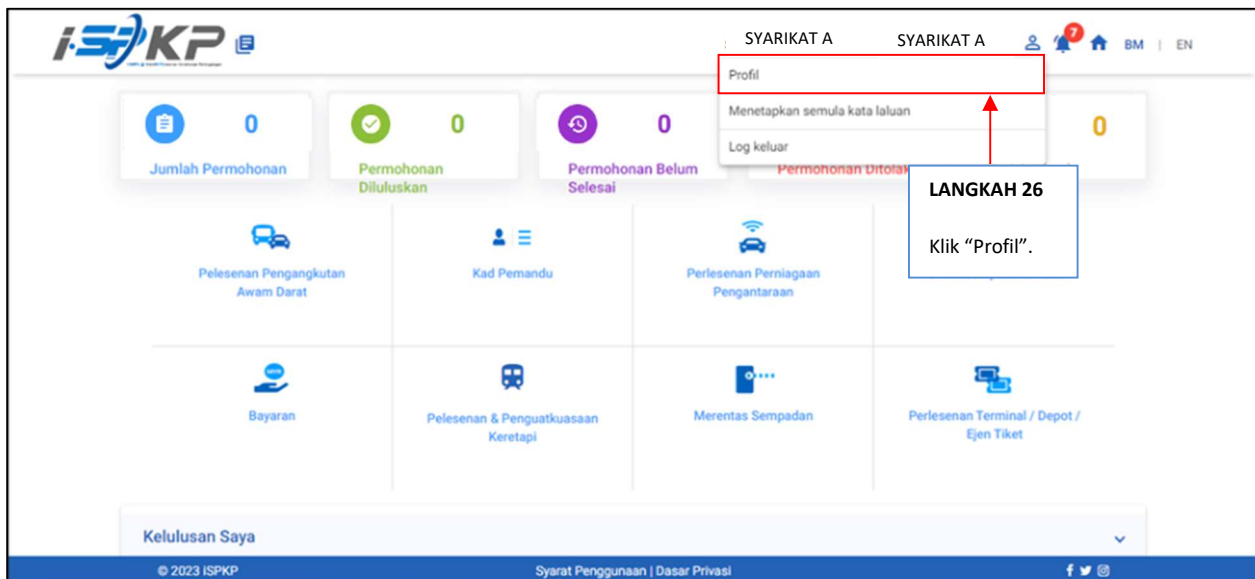 iSPKP
SYARIKAT A SYARIKAT A 7 BM | EN
Profil
Menetapkan semula kata laluan
Log keluar
0 0 0 0
Jumlah Permohonan
Permohonan
Diluluskan
Permohonan Belum
Selesai
Permohonan Ditolak
LANGKAH 26
Klik “Profil”.
Pelesenan Pengangkutan
Awam Darat
Kad Pemandu
Perlesenan Perniagaan
Pengantaraan
Bayaran
Pelesenan & Penguatkuasaan
Keretapi
Merentas Sempadan
Perlesenan Terminal / Depot /
Ejen Tiket
Kelulusan Saya
© 2023 iSPKP Syarat Penggunaan | Dasar Privasi